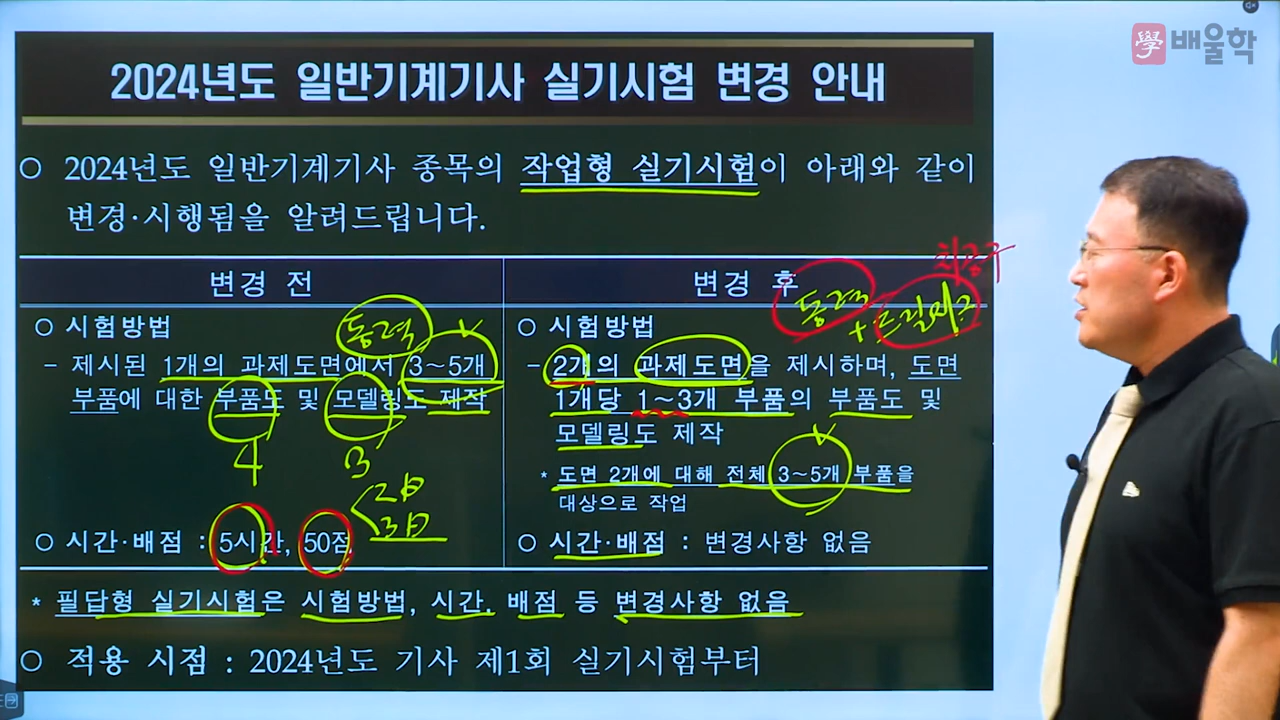 學 배울학
2024년도 일반기계기사 실기시험 변경 안내
○ 2024년도 일반기계기사 종목의 작업형 실기시험이 아래와 같이
변경·시행됨을 알려드립니다.
변경 전
○ 시험방법
동력
- 제시된 1개의 과제도면에서 3~5개
부품에 대한 부품도 및 모델링도 제작
4
3
2D
3D
○ 시간·배점 : 5시간, 50점
변경 후
동력 + 드릴지그
○ 시험방법
- 2개의 과제도면을 제시하며, 도면
1개당 1~3개 부품의 부품도 및
모델링도 제작
* 도면 2개에 대해 전체 3~5개 부품을
대상으로 작업
○ 시간·배점 : 변경사항 없음
* 필답형 실기시험은 시험방법, 시간, 배점 등 변경사항 없음
○ 적용 시점 : 2024년도 기사 제1회 실기시험부터